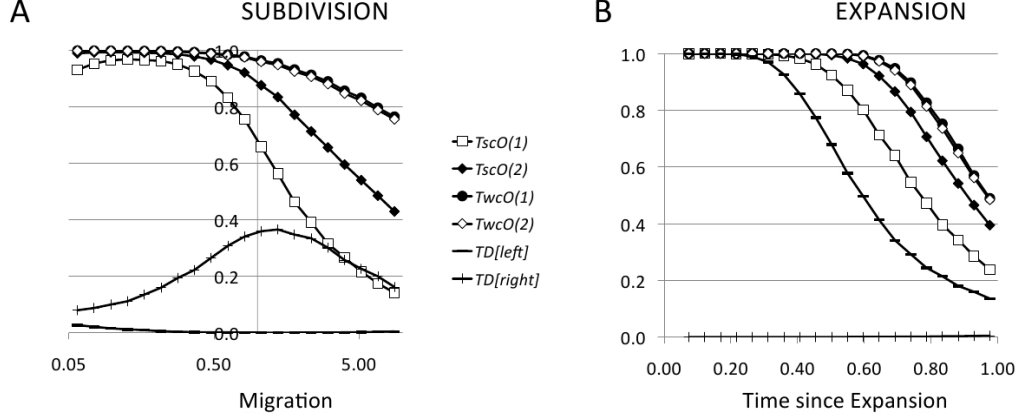 A
SUBDIVISION
1.0
0.8
0.6
0.4
0.2
0.0
0.05
0.50
5.00
Migration
TscO(1)
TscO(2)
TwcO(1)
TwcO(2)
TD[left]
TD[right]
B
EXPANSION
1.0
0.8
0.6
0.4
0.2
0.0
0.00
0.20
0.40
0.60
0.80
1.00
Time since Expansion